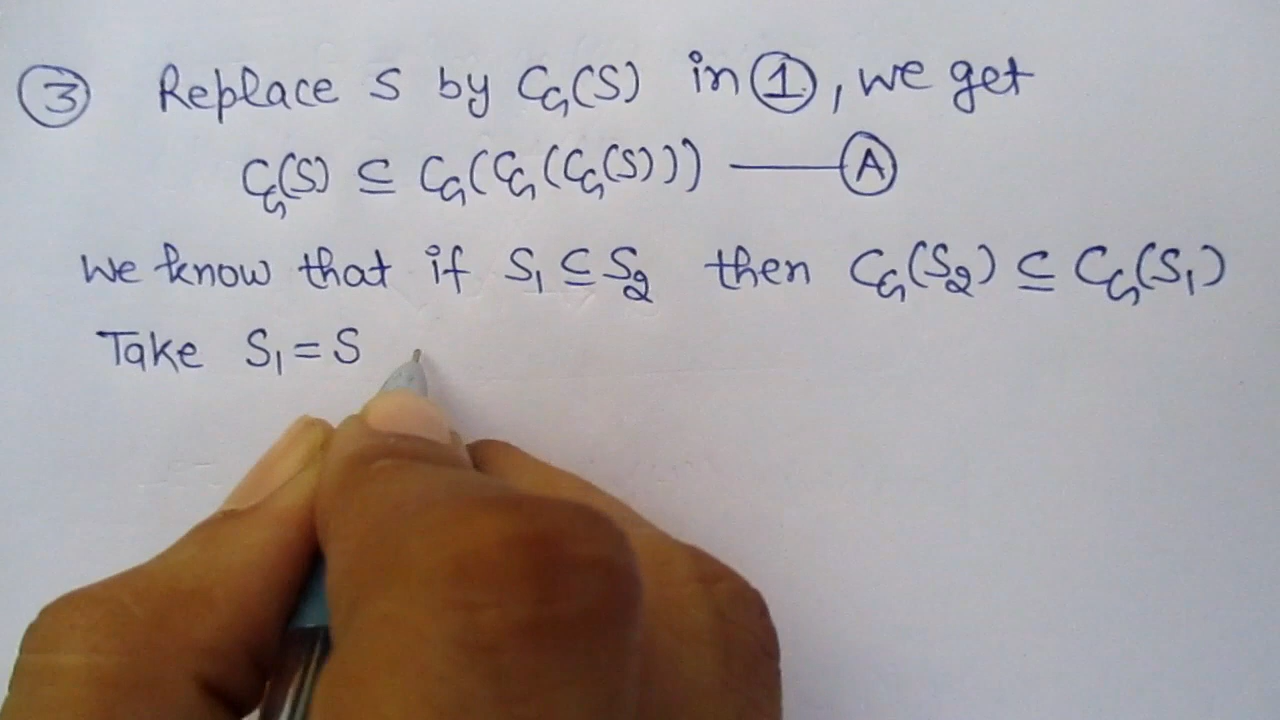 ③ Replace S by C_G(S) in ①, we get
C_G(S) ⊆ C_G(C_G(C_G(S))) —— Ⓐ
We know that if S₁ ⊆ S₂ then C_G(S₂) ⊆ C_G(S₁)
Take S₁ = S